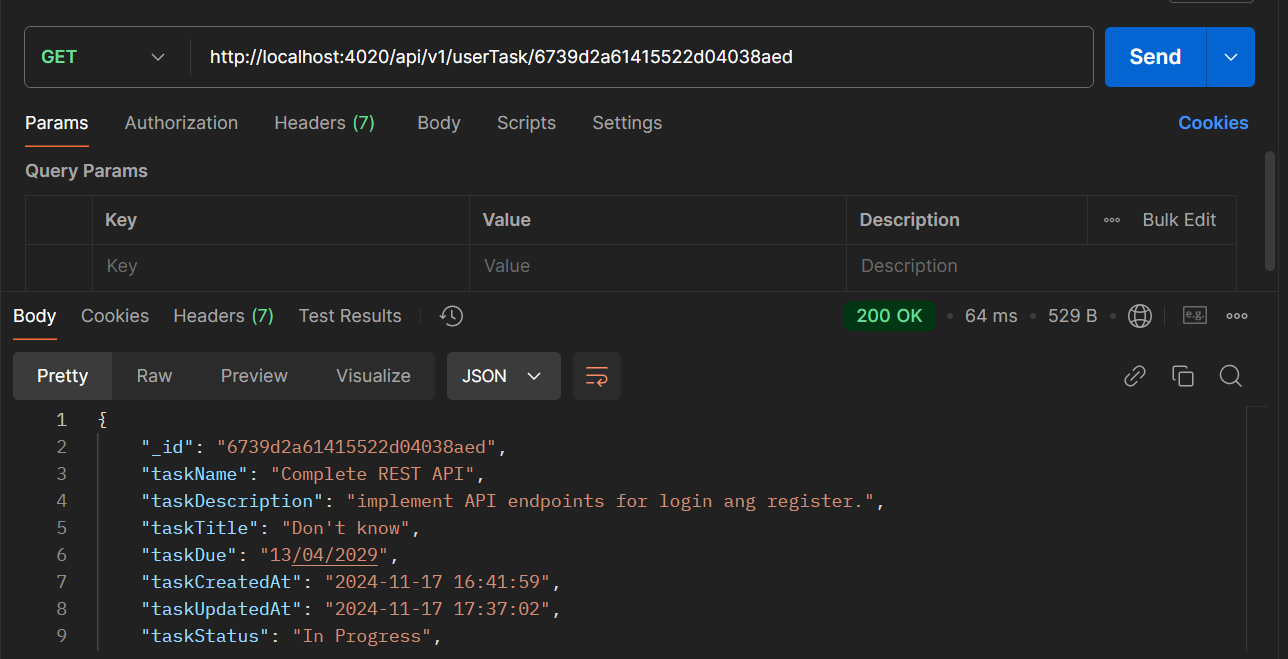 GET http://localhost:4020/api/v1/userTask/6739d2a61415522d04038aed Send
Params Authorization Headers (7) Body Scripts Settings Cookies
Query Params
Key Value Description Bulk Edit
Key Value Description
Body Cookies Headers (7) Test Results 200 OK • 64 ms • 529 B • e.g.
Pretty Raw Preview Visualize JSON
1 {
2 "_id": "6739d2a61415522d04038aed",
3 "taskName": "Complete REST API",
4 "taskDescription": "implement API endpoints for login ang register.",
5 "taskTitle": "Don't know",
6 "taskDue": "13/04/2029",
7 "taskCreatedAt": "2024-11-17 16:41:59",
8 "taskUpdatedAt": "2024-11-17 17:37:02",
9 "taskStatus": "In Progress",